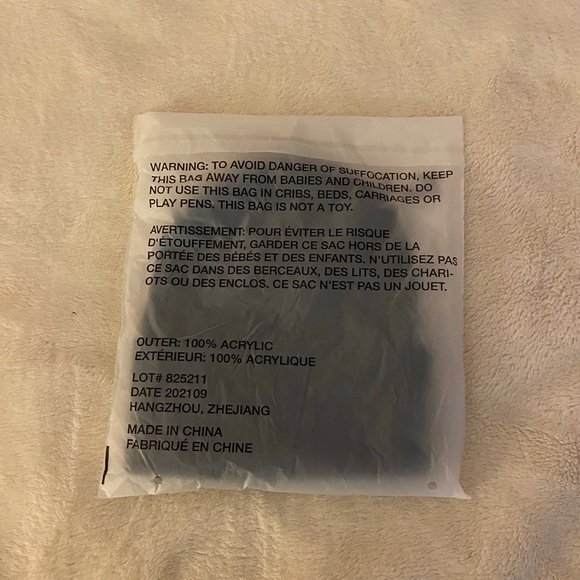 WARNING: TO AVOID DANGER OF SUFFOCATION, KEEP
THIS BAG AWAY FROM BABIES AND CHILDREN. DO
NOT USE THIS BAG IN CRIBS, BEDS, CARRIAGES OR
PLAY PENS. THIS BAG IS NOT A TOY.
AVERTISSEMENT: POUR ÉVITER LE RISQUE
D'ÉTOUFFEMENT, GARDER CE SAC HORS DE LA
PORTÉE DES BÉBÉS ET DES ENFANTS. N'UTILISEZ PAS
CE SAC DANS DES BERCEAUX, DES LITS, DES CHARI-
OTS OU DES ENCLOS. CE SAC N'EST PAS UN JOUET.
OUTER: 100% ACRYLIC
EXTÉRIEUR: 100% ACRYLIQUE
LOT# 825211
DATE 202109
HANGZHOU, ZHEJIANG
MADE IN CHINA
FABRIQUÉ EN CHINE